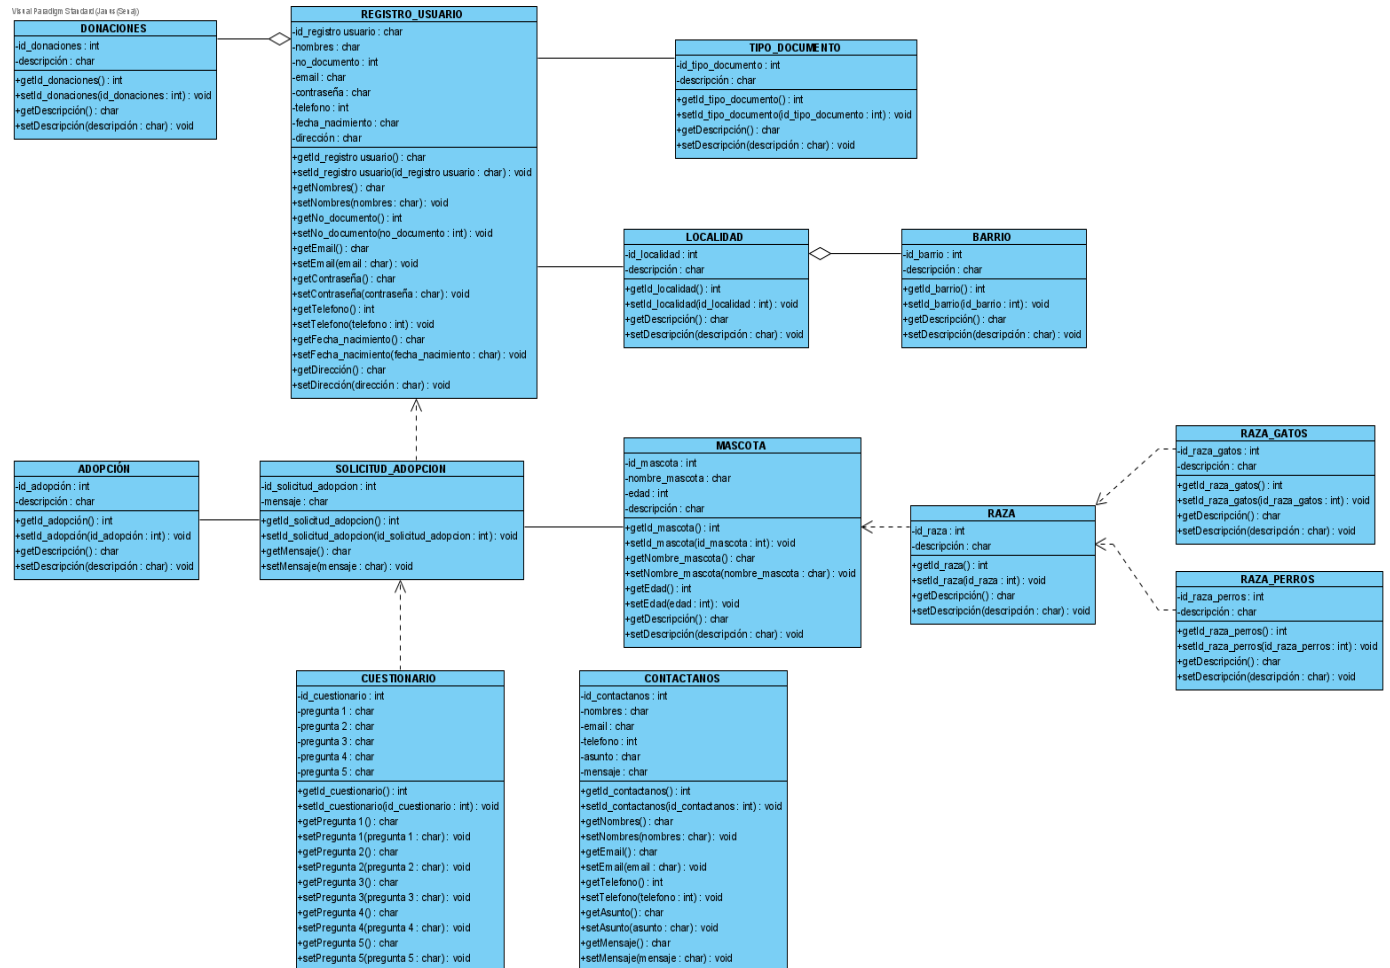 Visual Paradigm Standard (Janus (Sena))
DONACIONES
-id_donaciones : int
-descripción : char
+getId_donaciones() : int
+setId_donaciones(id_donaciones : int) : void
+getDescripción() : char
+setDescripción(descripción : char) : void
REGISTRO_USUARIO
-id_registro usuario : char
-nombres : char
-no_documento : int
-email : char
-contraseña : char
-telefono : int
-fecha_nacimiento : char
-dirección : char
+getId_registro usuario() : char
+setId_registro usuario(id_registro usuario : char) : void
+getNombres() : char
+setNombres(nombres : char) : void
+getNo_documento() : int
+setNo_documento(no_documento : int) : void
+getEmail() : char
+setEmail(email : char) : void
+getContraseña() : char
+setContraseña(contraseña : char) : void
+getTelefono() : int
+setTelefono(telefono : int) : void
+getFecha_nacimiento() : char
+setFecha_nacimiento(fecha_nacimiento : char) : void
+getDirección() : char
+setDirección(dirección : char) : void
TIPO_DOCUMENTO
-id_tipo_documento : int
-descripción : char
+getId_tipo_documento() : int
+setId_tipo_documento(id_tipo_documento : int) : void
+getDescripción() : char
+setDescripción(descripción : char) : void
LOCALIDAD
-id_localidad : int
-descripción : char
+getId_localidad() : int
+setId_localidad(id_localidad : int) : void
+getDescripción() : char
+setDescripción(descripción : char) : void
BARRIO
-id_barrio : int
-descripción : char
+getId_barrio() : int
+setId_barrio(id_barrio : int) : void
+getDescripción() : char
+setDescripción(descripción : char) : void
ADOPCIÓN
-id_adopción : int
-descripción : char
+getId_adopción() : int
+setId_adopción(id_adopción : int) : void
+getDescripción() : char
+setDescripción(descripción : char) : void
SOLICITUD_ADOPCION
-id_solicitud_adopcion : int
-mensaje : char
+getId_solicitud_adopcion() : int
+setId_solicitud_adopcion(id_solicitud_adopcion : int) : void
+getMensaje() : char
+setMensaje(mensaje : char) : void
MASCOTA
-id_mascota : int
-nombre_mascota : char
-edad : int
-descripción : char
+getId_mascota() : int
+setId_mascota(id_mascota : int) : void
+getNombre_mascota() : char
+setNombre_mascota(nombre_mascota : char) : void
+getEdad() : int
+setEdad(edad : int) : void
+getDescripción() : char
+setDescripción(descripción : char) : void
RAZA
-id_raza : int
-descripción : char
+getId_raza() : int
+setId_raza(id_raza : int) : void
+getDescripción() : char
+setDescripción(descripción : char) : void
RAZA_GATOS
-id_raza_gatos : int
-descripción : char
+getId_raza_gatos() : int
+setId_raza_gatos(id_raza_gatos : int) : void
+getDescripción() : char
+setDescripción(descripción : char) : void
RAZA_PERROS
-id_raza_perros : int
-descripción : char
+getId_raza_perros() : int
+setId_raza_perros(id_raza_perros : int) : void
+getDescripción() : char
+setDescripción(descripción : char) : void
CUESTIONARIO
-id_cuestionario : int
-pregunta 1 : char
-pregunta 2 : char
-pregunta 3 : char
-pregunta 4 : char
-pregunta 5 : char
+getId_cuestionario() : int
+setId_cuestionario(id_cuestionario : int) : void
+getPregunta 1() : char
+setPregunta 1(pregunta 1 : char) : void
+getPregunta 2() : char
+setPregunta 2(pregunta 2 : char) : void
+getPregunta 3() : char
+setPregunta 3(pregunta 3 : char) : void
+getPregunta 4() : char
+setPregunta 4(pregunta 4 : char) : void
+getPregunta 5() : char
+setPregunta 5(pregunta 5 : char) : void
CONTACTANOS
-id_contactanos : int
-nombres : char
-email : char
-telefono : int
-asunto : char
-mensaje : char
+getId_contactanos() : int
+setId_contactanos(id_contactanos : int) : void
+getNombres() : char
+setNombres(nombres : char) : void
+getEmail() : char
+setEmail(email : char) : void
+getTelefono() : int
+setTelefono(telefono : int) : void
+getAsunto() : char
+setAsunto(asunto : char) : void
+getMensaje() : char
+setMensaje(mensaje : char) : void